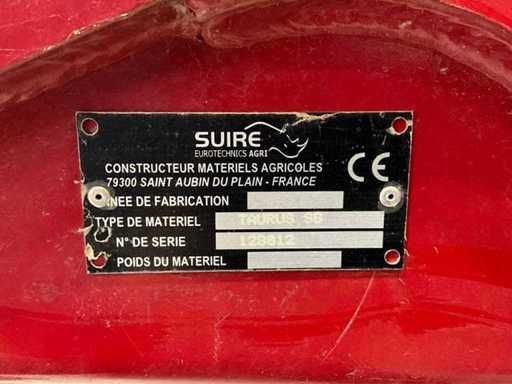 SUIRE
EUROTECHNICS AGRI
CONSTRUCTEUR MATERIELS AGRICOLES
79300 SAINT AUBIN DU PLAIN - FRANCE
CE
NEE DE FABRICATION
TYPE DE MATERIEL TAURUS SB
N° DE SERIE 128812
POIDS DU MATERIEL